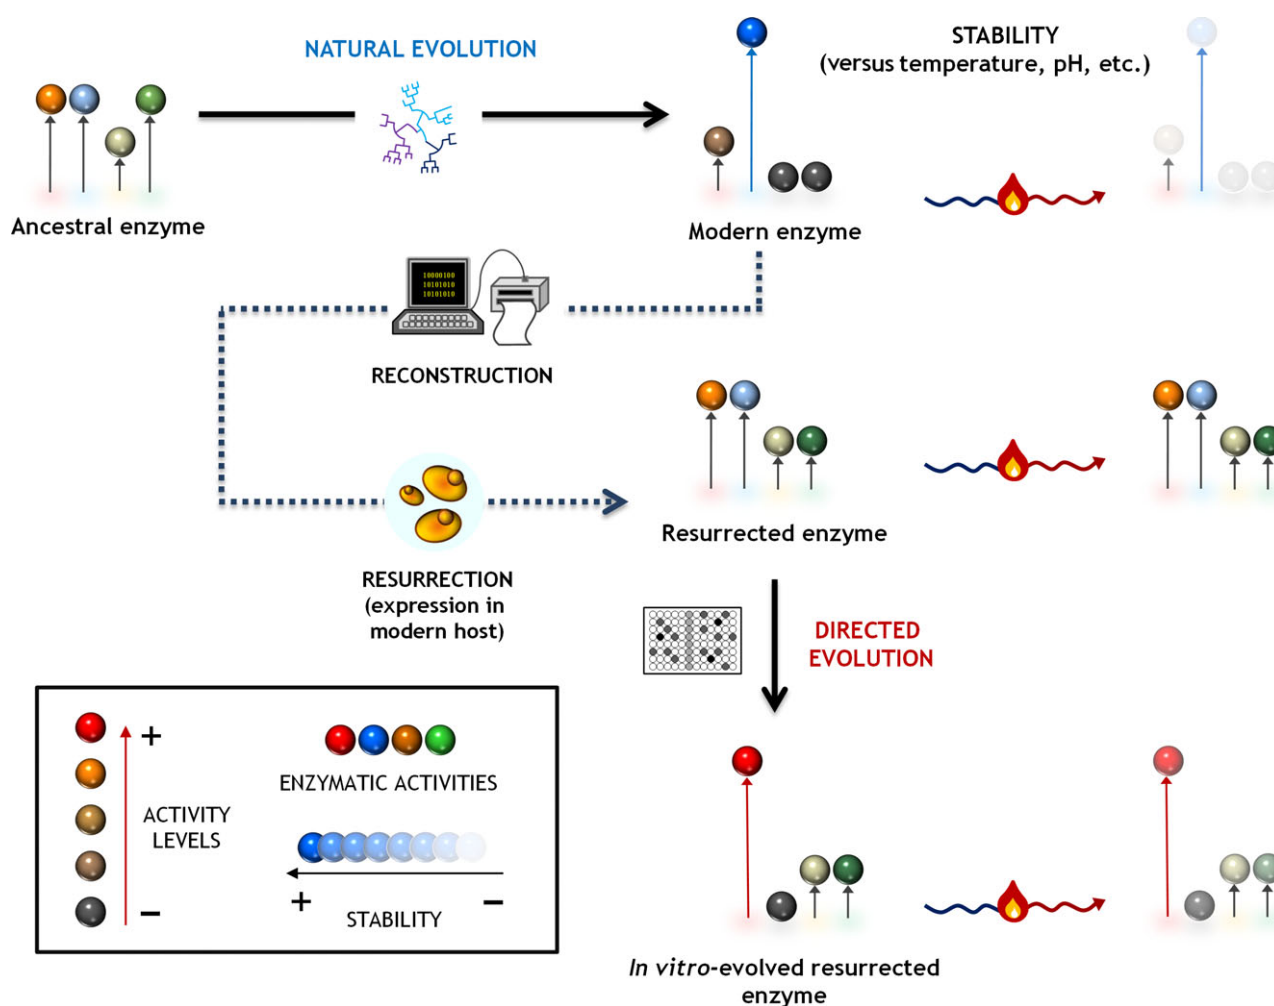 NATURAL EVOLUTION
STABILITY
(versus temperature, pH, etc.)
Ancestral enzyme
Modern enzyme
10000100
10101010
10101010
RECONSTRUCTION
Resurrected enzyme
RESURRECTION
(expression in
modern host)
DIRECTED
EVOLUTION
+
ACTIVITY
LEVELS
−
ENZYMATIC ACTIVITIES
+ −
STABILITY
In vitro-evolved resurrected
enzyme